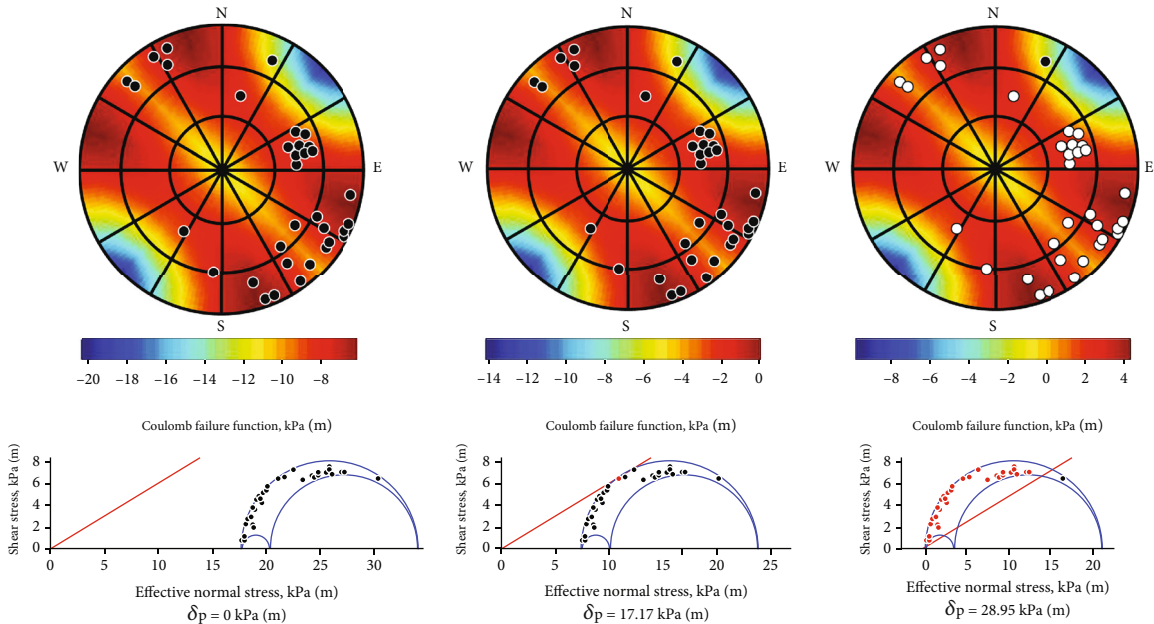 N N N
W E W E W E
S S S
−20 −18 −16 −14 −12 −10 −8
−14 −12 −10 −8 −6 −4 −2 0
−8 −6 −4 −2 0 2 4
Coulomb failure function, kPa (m) Coulomb failure function, kPa (m) Coulomb failure function, kPa (m)
Shear stress, kPa (m)
8
6
4
2
0
0 5 10 15 20 25 30
Effective normal stress, kPa (m)
δp = 0 kPa (m)
Shear stress, kPa (m)
8
6
4
2
0
0 5 10 15 20 25
Effective normal stress, kPa (m)
δp = 17.17 kPa (m)
Shear stress, kPa (m)
8
6
4
2
0
0 5 10 15 20
Effective normal stress, kPa (m)
δp = 28.95 kPa (m)